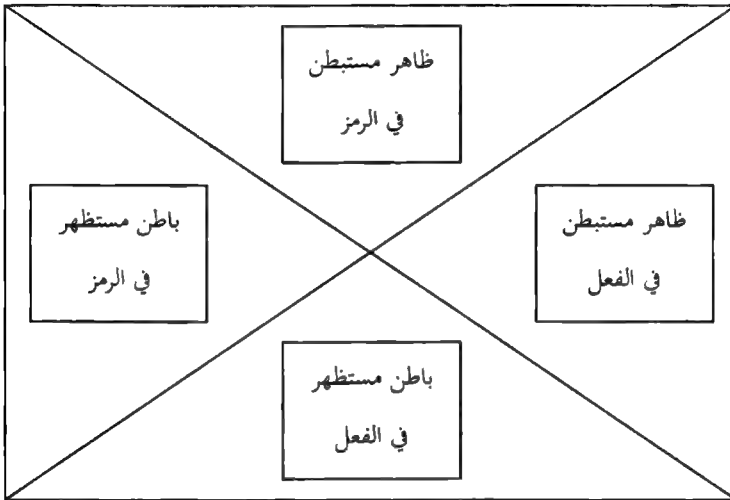 ظاهر مستبطن
في الرمز
ظاهر مستبطن
في الفعل
باطن مستظهر
في الرمز
باطن مستظهر
في الفعل